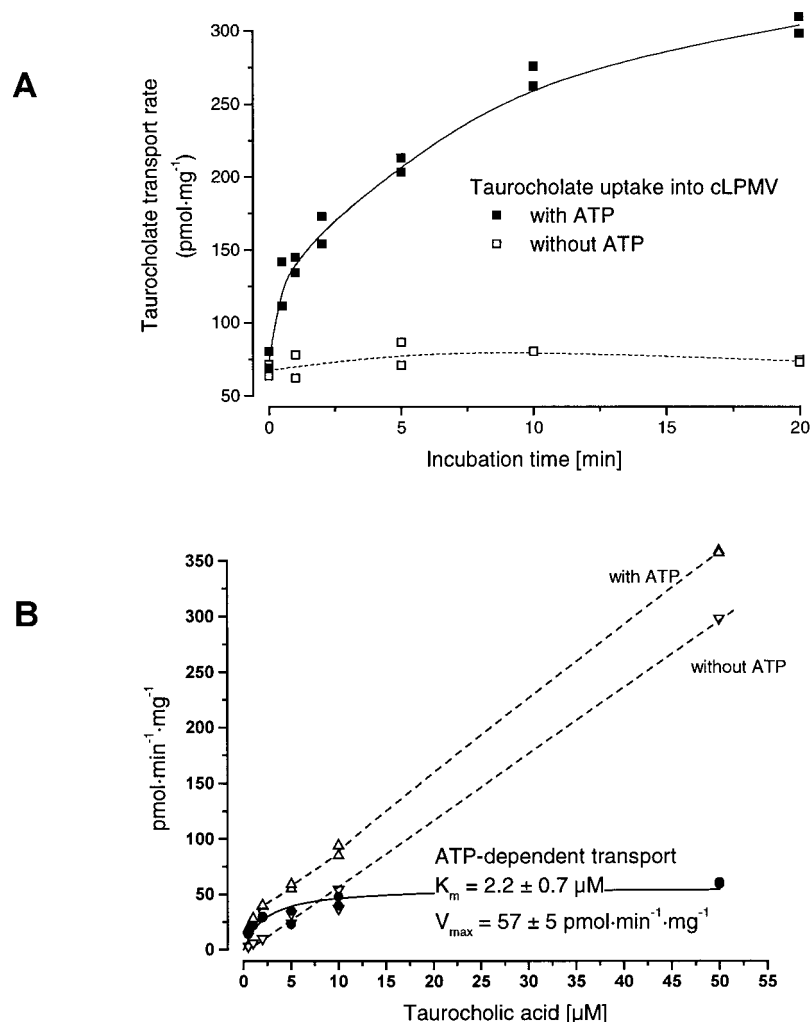 A
Taurocholate transport rate
(pmol·mg⁻¹)
300
250
200
150
100
50
Taurocholate uptake into cLPMV
with ATP
without ATP
0
5
10
15
20
Incubation time [min]
B
pmol·min⁻¹·mg⁻¹
350
300
250
200
150
100
50
0
with ATP
without ATP
ATP-dependent transport
Kₘ = 2.2 ± 0.7 µM
Vₘₐₓ = 57 ± 5 pmol·min⁻¹·mg⁻¹
0
5
10
15
20
25
30
35
40
45
50
55
Taurocholic acid [µM]